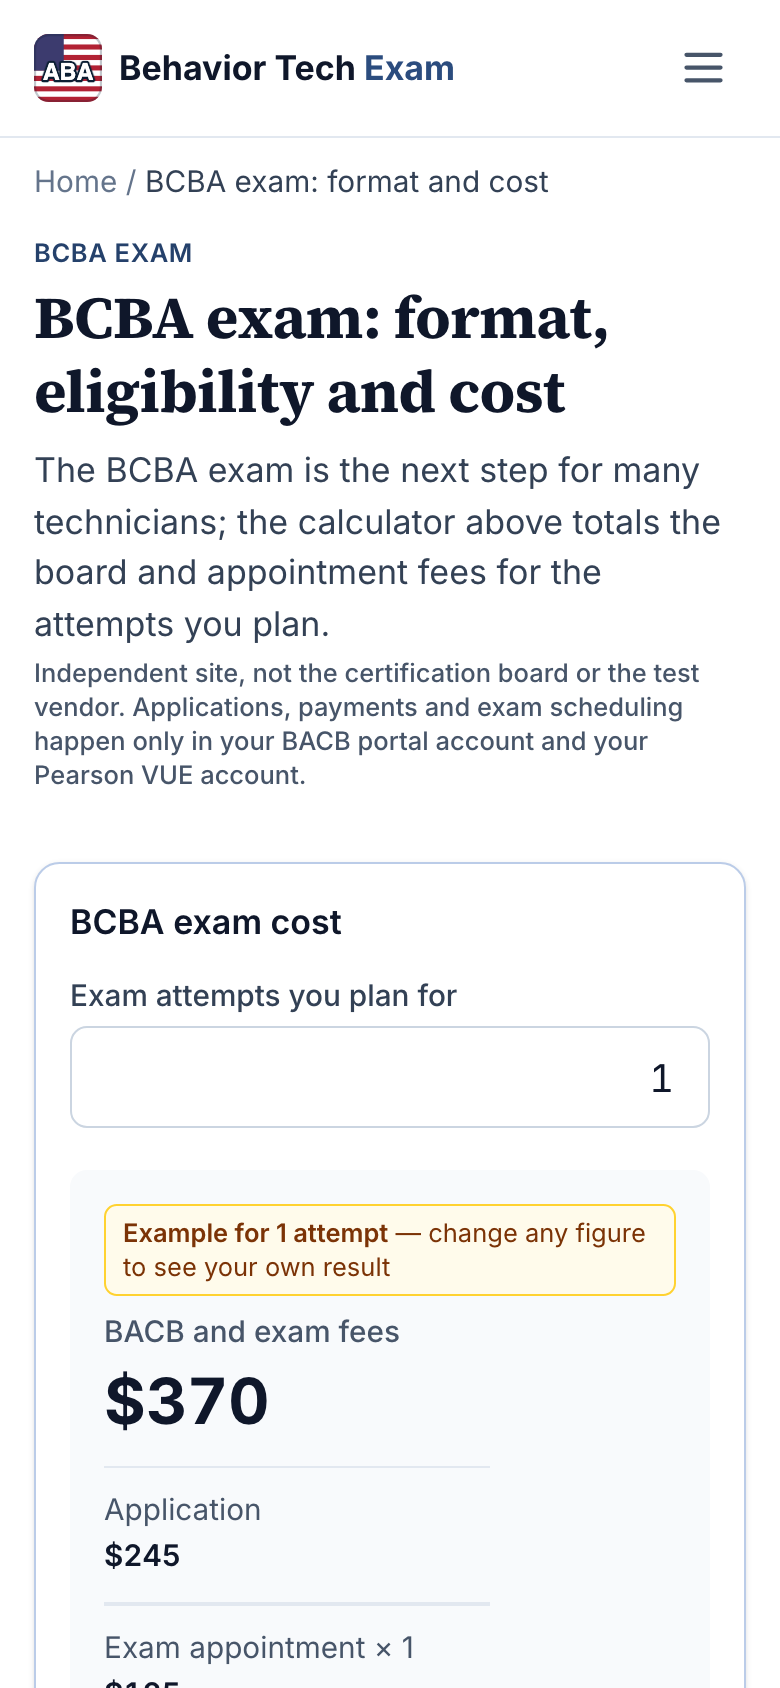 ABA
Behavior Tech Exam
Home / BCBA exam: format and cost
BCBA EXAM
BCBA exam: format,
eligibility and cost
The BCBA exam is the next step for many
technicians; the calculator above totals the
board and appointment fees for the
attempts you plan.
Independent site, not the certification board or the test
vendor. Applications, payments and exam scheduling
happen only in your BACB portal account and your
Pearson VUE account.
BCBA exam cost
Exam attempts you plan for
1
Example for 1 attempt — change any figure
to see your own result
BACB and exam fees
$370
Application
$245
Exam appointment × 1